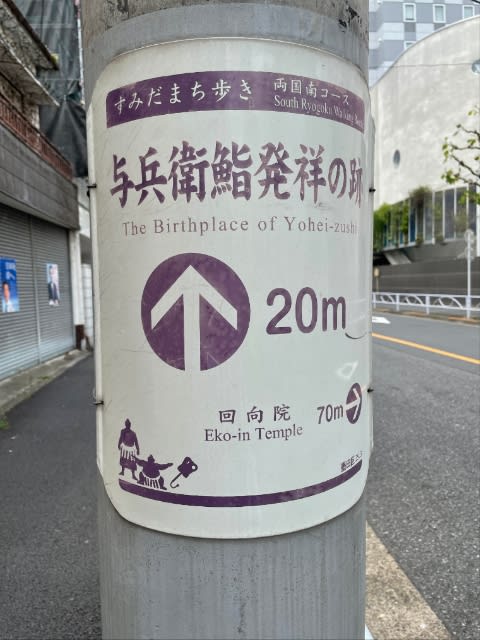 すみだまち歩き 両国南コース
South Ryogoku Walking
与兵衛鮨発祥の跡
The Birthplace of Yohei-zushi
20m
回向院 70m
Eko-in Temple